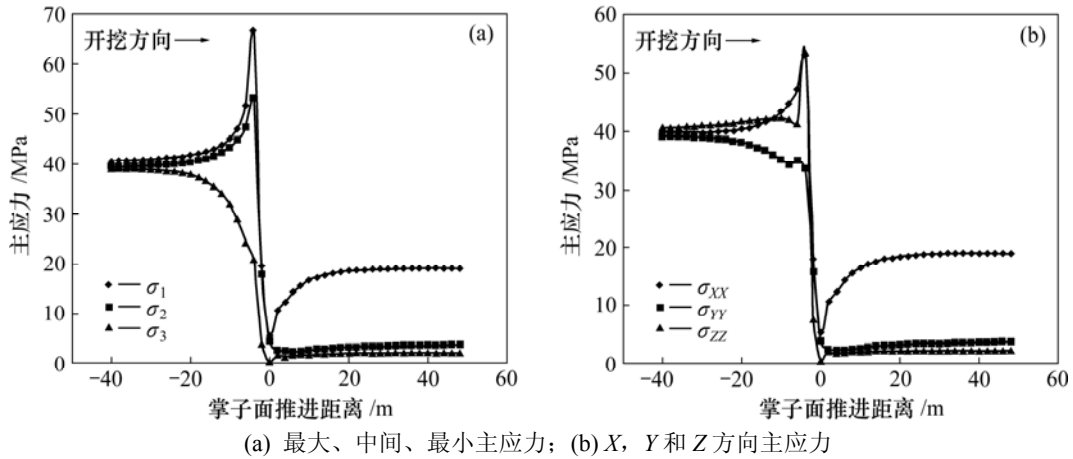 70
60
50
40
30
20
10
0
主应力 /MPa
开挖方向
(a)
σ1
σ2
σ3
−40 −20 0 20 40 60
掌子面推进距离 /m
60
50
40
30
20
10
0
主应力 /MPa
开挖方向
(b)
σXX
σYY
σZZ
−40 −20 0 20 40 60
掌子面推进距离 /m
(a) 最大、中间、最小主应力；(b) X，Y 和 Z 方向主应力